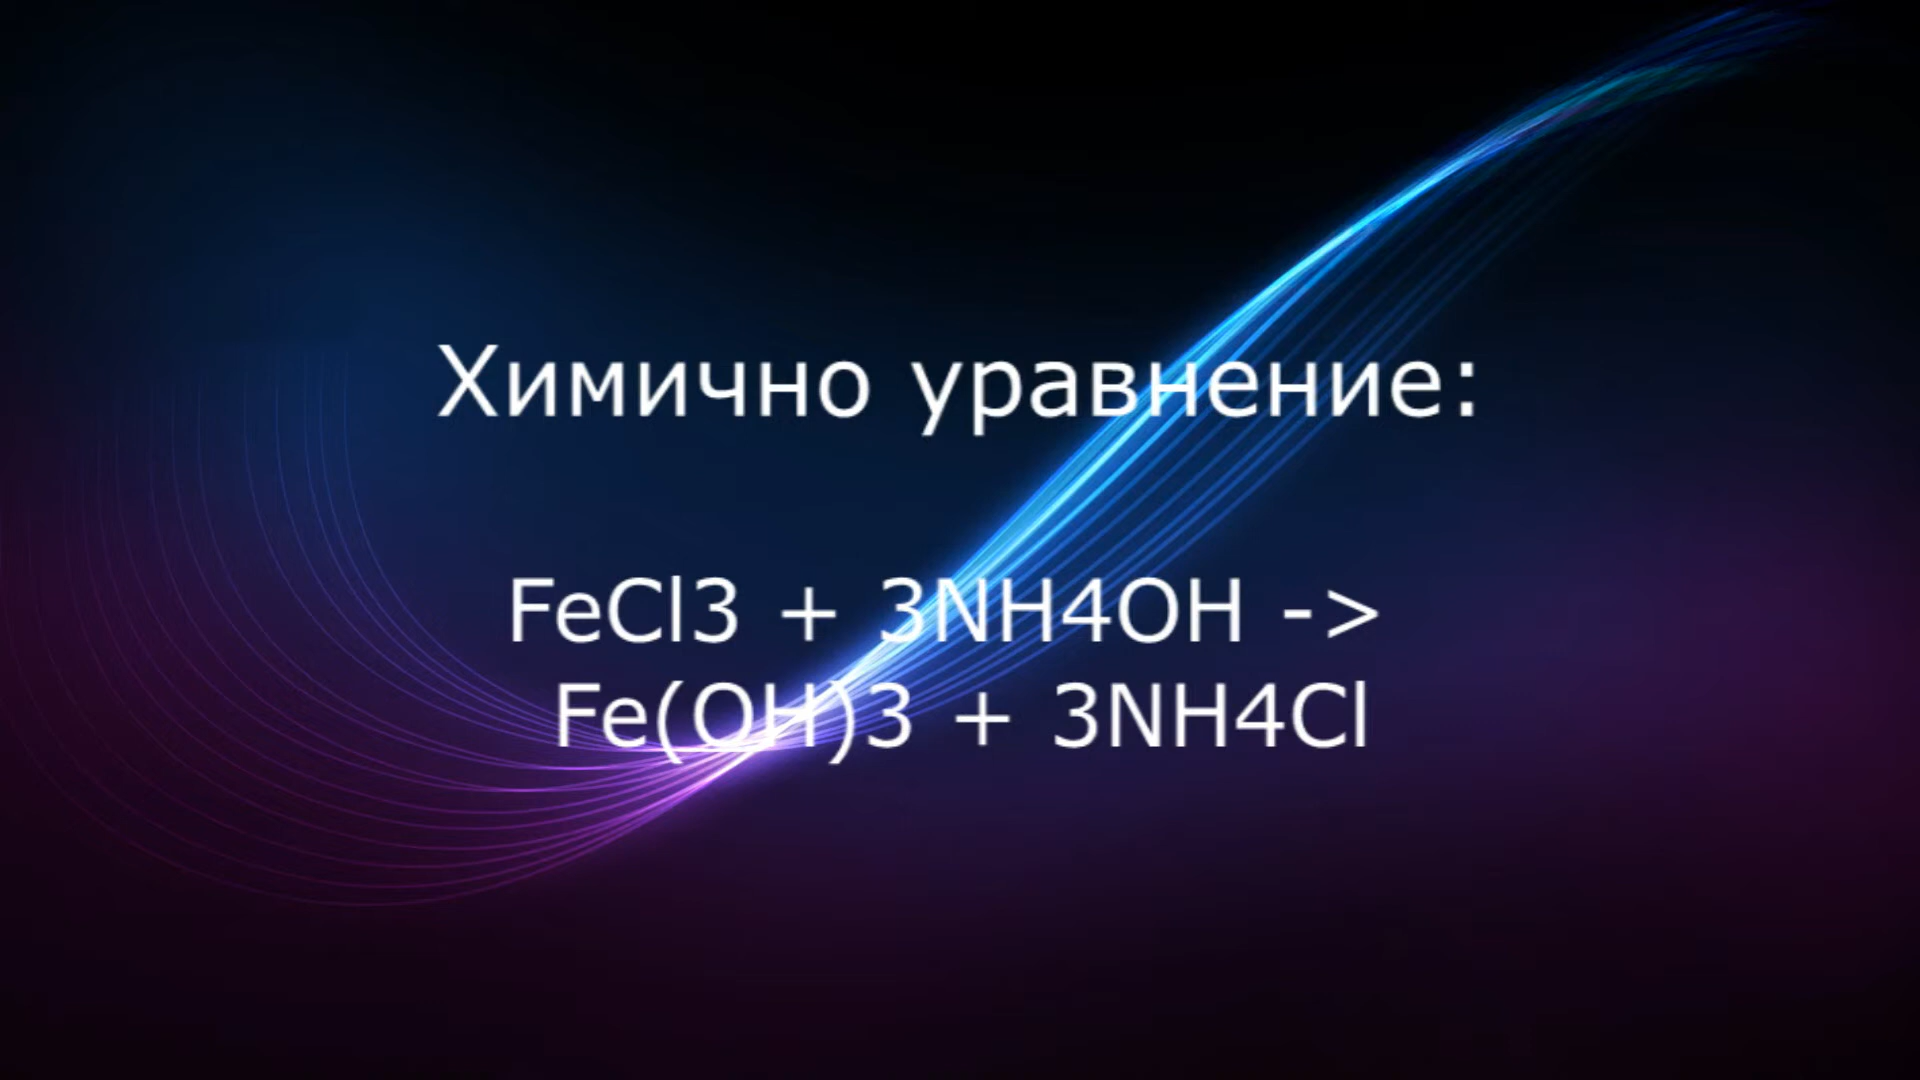 Химично уравнение:
FeCl3 + 3NH4OH ->
Fe(OH)3 + 3NH4Cl